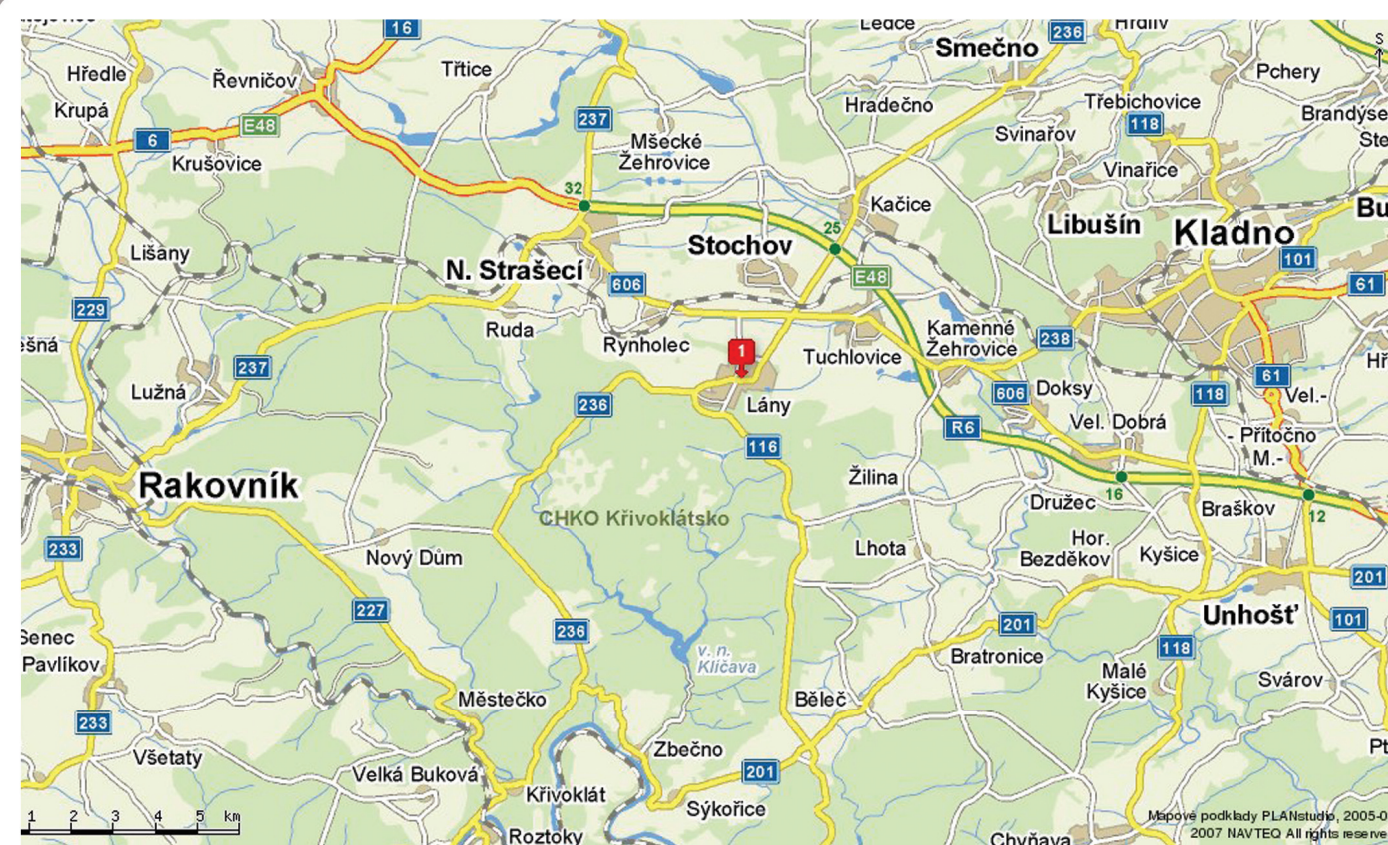 16
Ledce
Hrdlív
236
Smečno
S
Hředle
Řevničov
Třtice
Pchery
Krupá
Hradečno
Třebichovice
Brandýse
E48
237
118
Svinařov
6
Mšecké
Žehrovice
Krušovice
Vinařice
32
Kačice
Libušín
Kladno
Bu
25
Stochov
Lišany
101
N. Strašecí
E48
606
61
229
Ruda
Rynholec
1
Tuchlovice
Kamenné
Žehrovice
238
ešná
237
61
Lužná
236
Lány
606
Doksy
118
Vel.-
Vel. Dobrá
R6
- Přítočno
M.-
116
Rakovník
Žilina
16
Družec
Braškov
12
CHKO Křivoklátsko
233
Nový Dům
Lhota
Hor.
Bezděkov
Kyšice
201
227
236
201
Unhošť
101
Senec
Pavlíkov
v. n.
Klíčava
Bratronice
118
Malé
Kyšice
Svárov
Městečko
Běleč
233
Zbečno
Všetaty
Velká Buková
201
Křivoklát
Sýkořice
1 2 3 4 5 km
Roztoky
Chyňava
Mapové podklady PLANstudio, 2005-0
2007 NAVTEQ All rights reserve